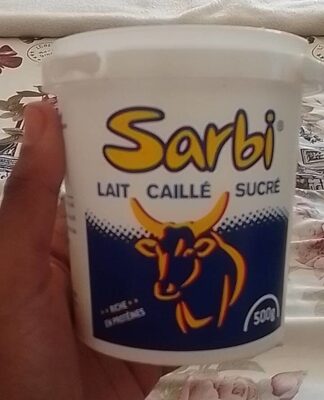 Sarbi®
LAIT CAILLÉ SUCRÉ
RICHE
EN PROTÉINES
500g